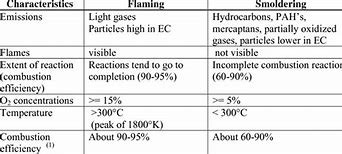 Characteristics Flaming Smoldering
Emissions Light gases Hydrocarbons, PAH's,
Particles high in EC mercaptans, partially oxidized
gases, particles lower in EC
Flames visible not visible
Extent of reaction Reactions tend to go to Incomplete combustion reaction
(combustion completion (90-95%) (60-90%)
efficiency)
O2 concentrations >= 15% >= 5%
Temperature >300°C < 300°C
(peak of 1800°K)
Combustion About 90-95% About 60-90%
efficiency (1)